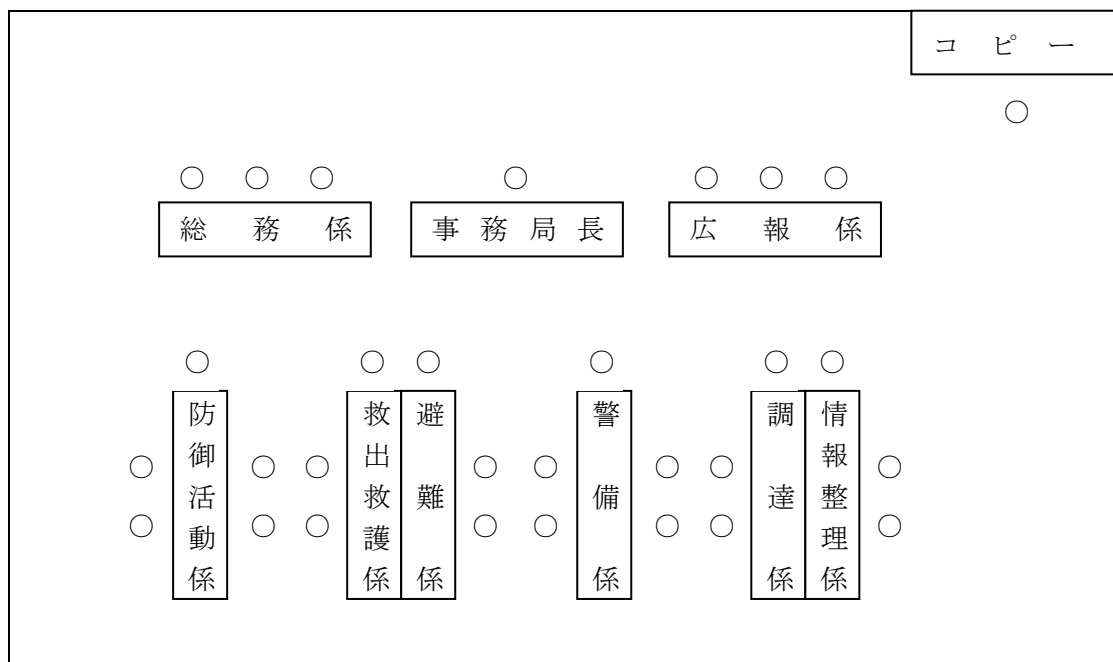 コピー
総務係
事務局長
広報係
防御活動係
救出救護係
避難係
警備係
調達係
情報整理係